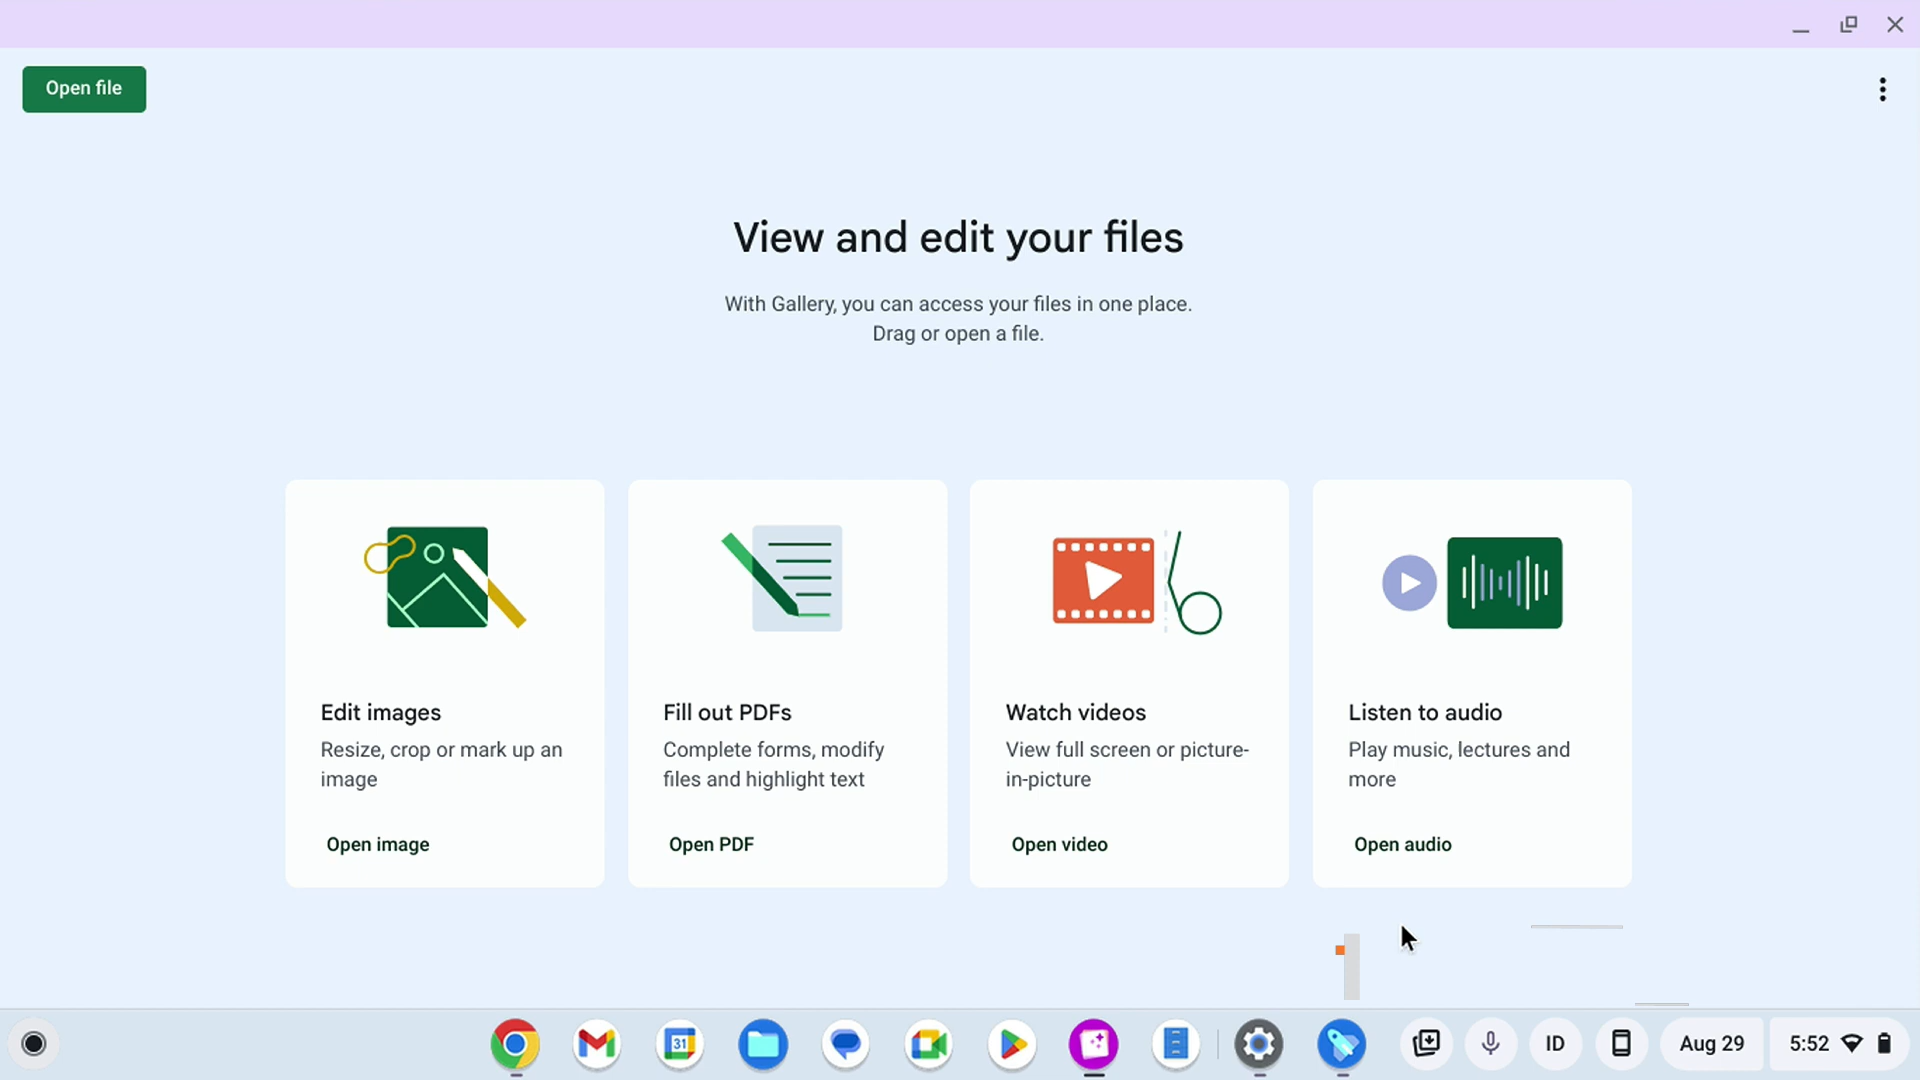 Open file
View and edit your files
With Gallery, you can access your files in one place.
Drag or open a file.
Edit images
Resize, crop or mark up an
image
Open image
Fill out PDFs
Complete forms, modify
files and highlight text
Open PDF
Watch videos
View full screen or picture-
in-picture
Open video
Listen to audio
Play music, lectures and
more
Open audio
31
ID
Aug 29
5:52